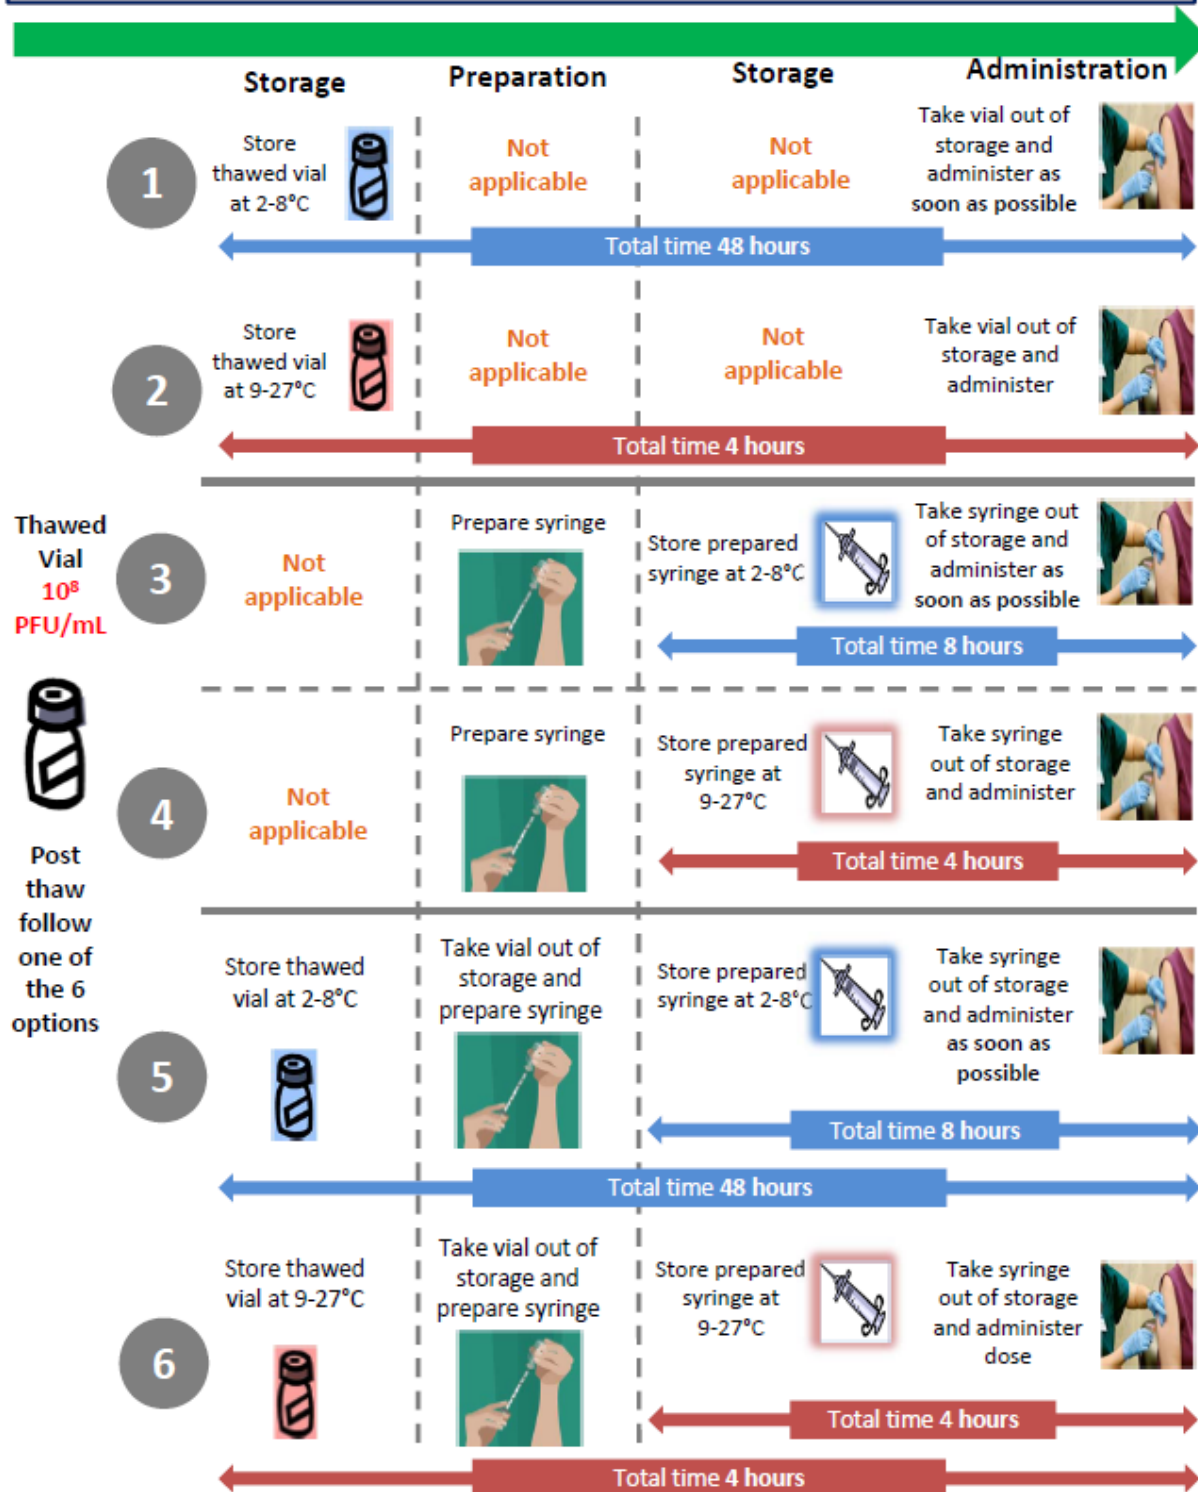 Storage
Preparation
Storage
Administration
1
Store
thawed vial
at 2-8°C
Not
applicable
Not
applicable
Take vial out of
storage and
administer as
soon as possible
Total time 48 hours
2
Store
thawed vial
at 9-27°C
Not
applicable
Not
applicable
Take vial out of
storage and
administer
Total time 4 hours
Thawed
Vial
10⁸
PFU/mL
Post
thaw
follow
one of
the 6
options
3
Not
applicable
Prepare syringe
Store prepared
syringe at 2-8°C
Take syringe out
of storage and
administer as
soon as possible
Total time 8 hours
4
Not
applicable
Prepare syringe
Store prepared
syringe at
9-27°C
Take syringe
out of storage
and administer
Total time 4 hours
5
Store thawed
vial at 2-8°C
Take vial out of
storage and
prepare syringe
Store prepared
syringe at 2-8°C
Take syringe
out of storage
and administer
as soon as
possible
Total time 8 hours
Total time 48 hours
6
Store thawed
vial at 9-27°C
Take vial out of
storage and
prepare syringe
Store prepared
syringe at
9-27°C
Take syringe
out of storage
and administer
dose
Total time 4 hours
Total time 4 hours